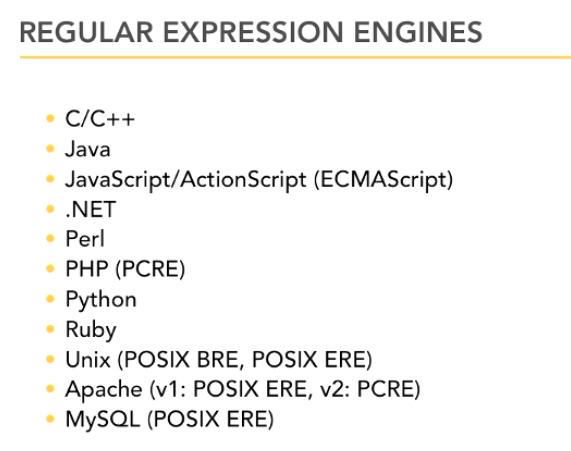 REGULAR EXPRESSION ENGINES
• C/C++
• Java
• JavaScript/ActionScript (ECMAScript)
• .NET
• Perl
• PHP (PCRE)
• Python
• Ruby
• Unix (POSIX BRE, POSIX ERE)
• Apache (v1: POSIX ERE, v2: PCRE)
• MySQL (POSIX ERE)